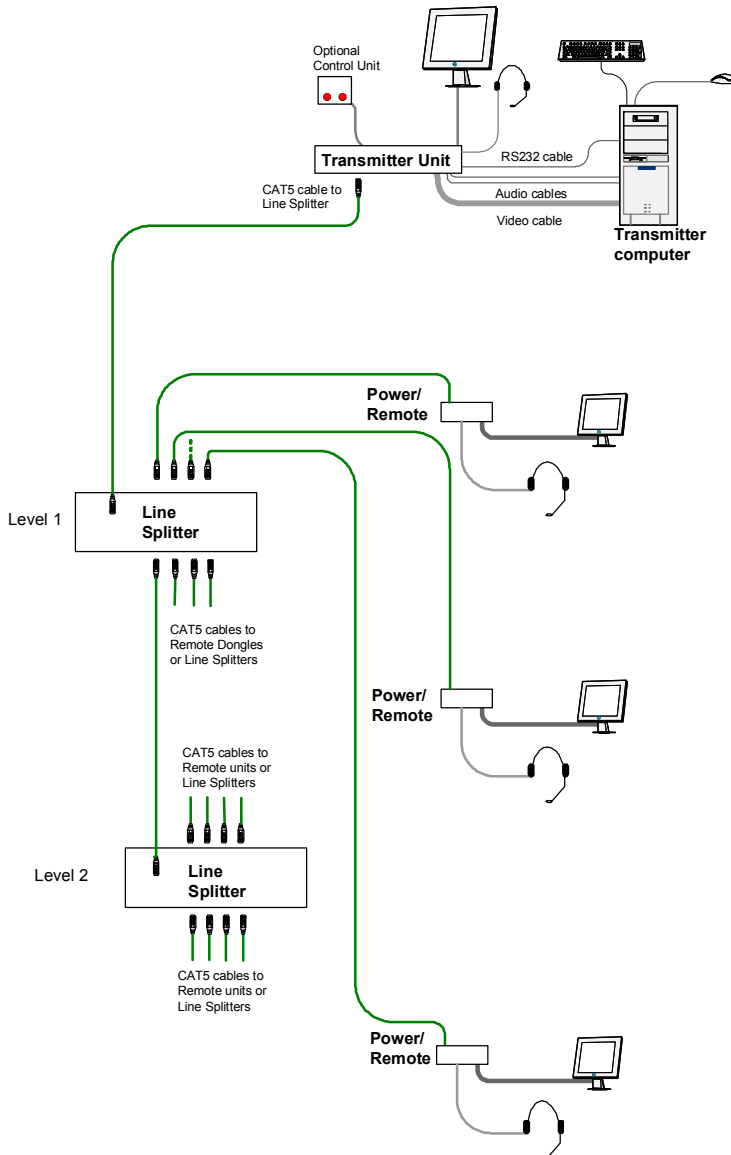 Optional
Control Unit
Transmitter Unit
RS232 cable
CAT5 cable to
Line Splitter
Audio cables
Video cable
Transmitter
computer
Power/
Remote
Level 1
Line
Splitter
CAT5 cables to
Remote Dongles
or Line Splitters
Power/
Remote
CAT5 cables to
Remote units or
Line Splitters
Level 2
Line
Splitter
CAT5 cables to
Remote units or
Line Splitters
Power/
Remote